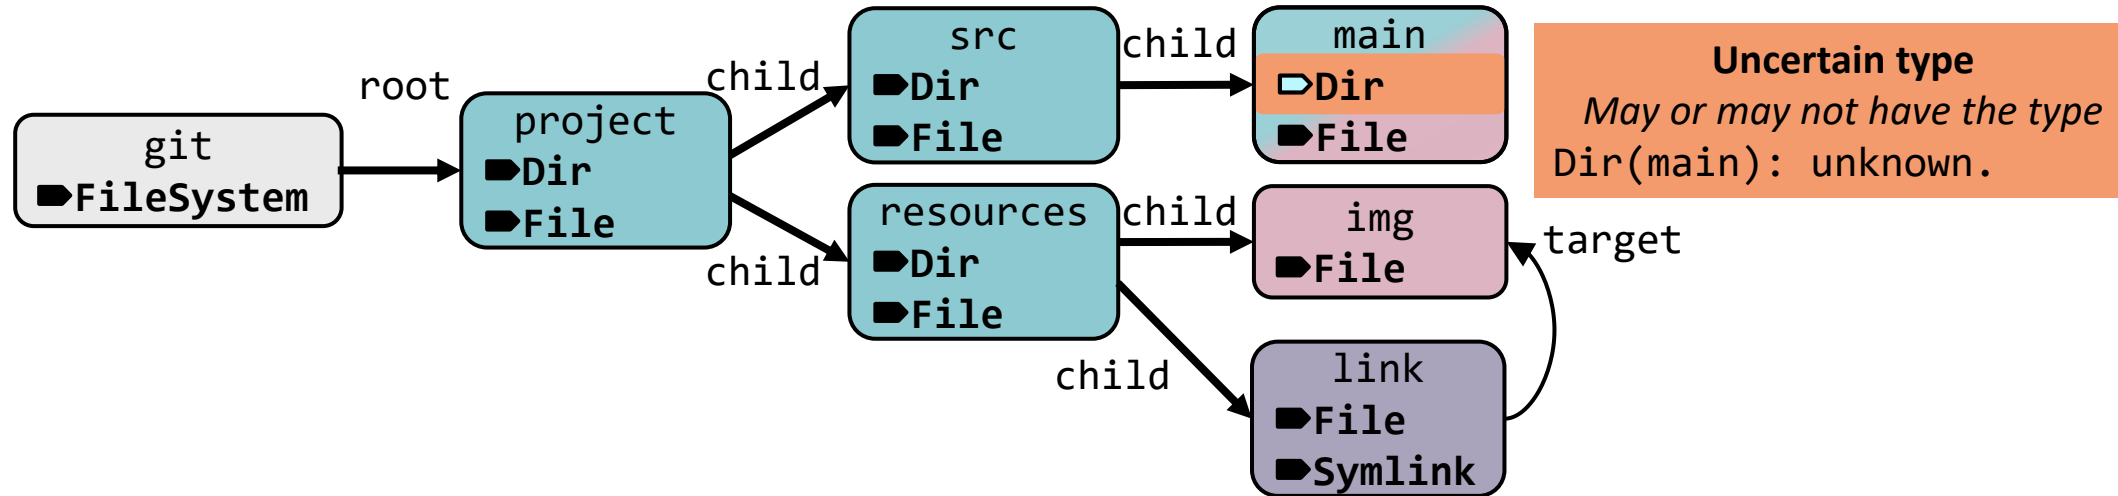 git
FileSystem
root
project
Dir
File
child
child
src
Dir
File
child
main
Dir
File
resources
Dir
File
child
img
File
child
link
File
Symlink
target
Uncertain type
May or may not have the type
Dir(main): unknown.